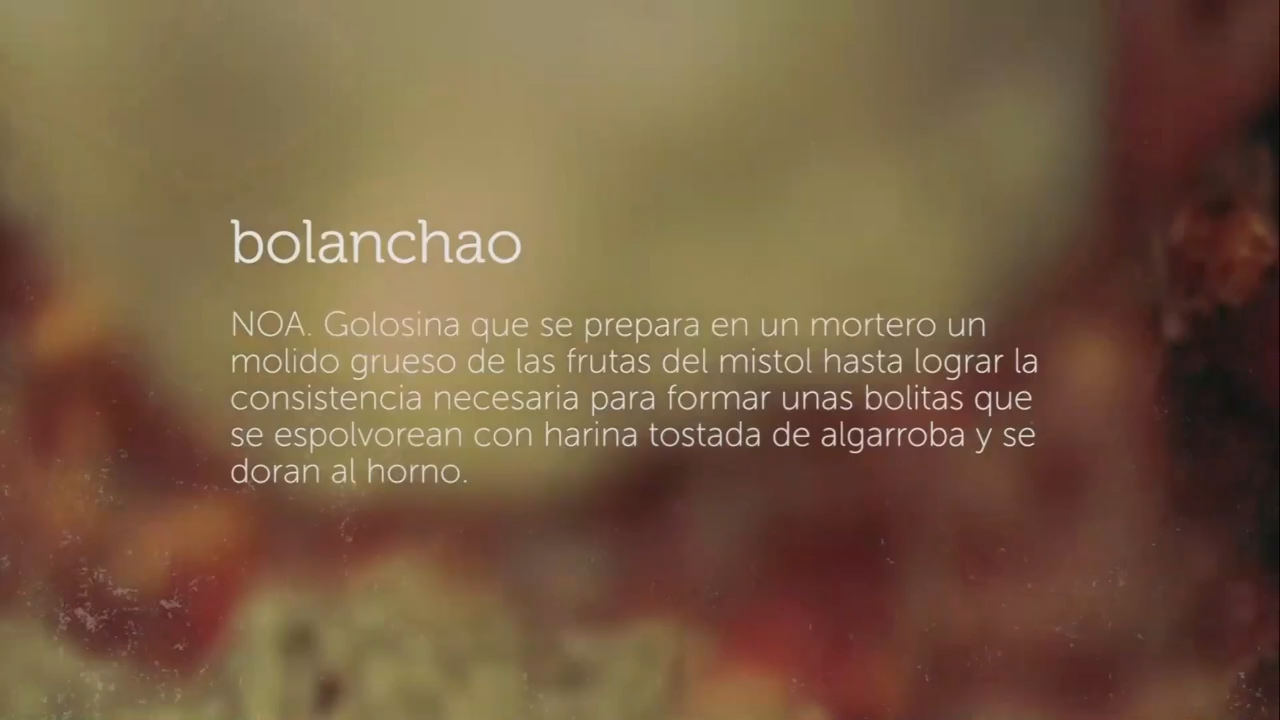 bolanchao
NOA. Golosina que se prepara en un mortero un
molido grueso de las frutas del mistol hasta lograr la
consistencia necesaria para formar unas bolitas que
se espolvorean con harina tostada de algarroba y se
doran al horno.